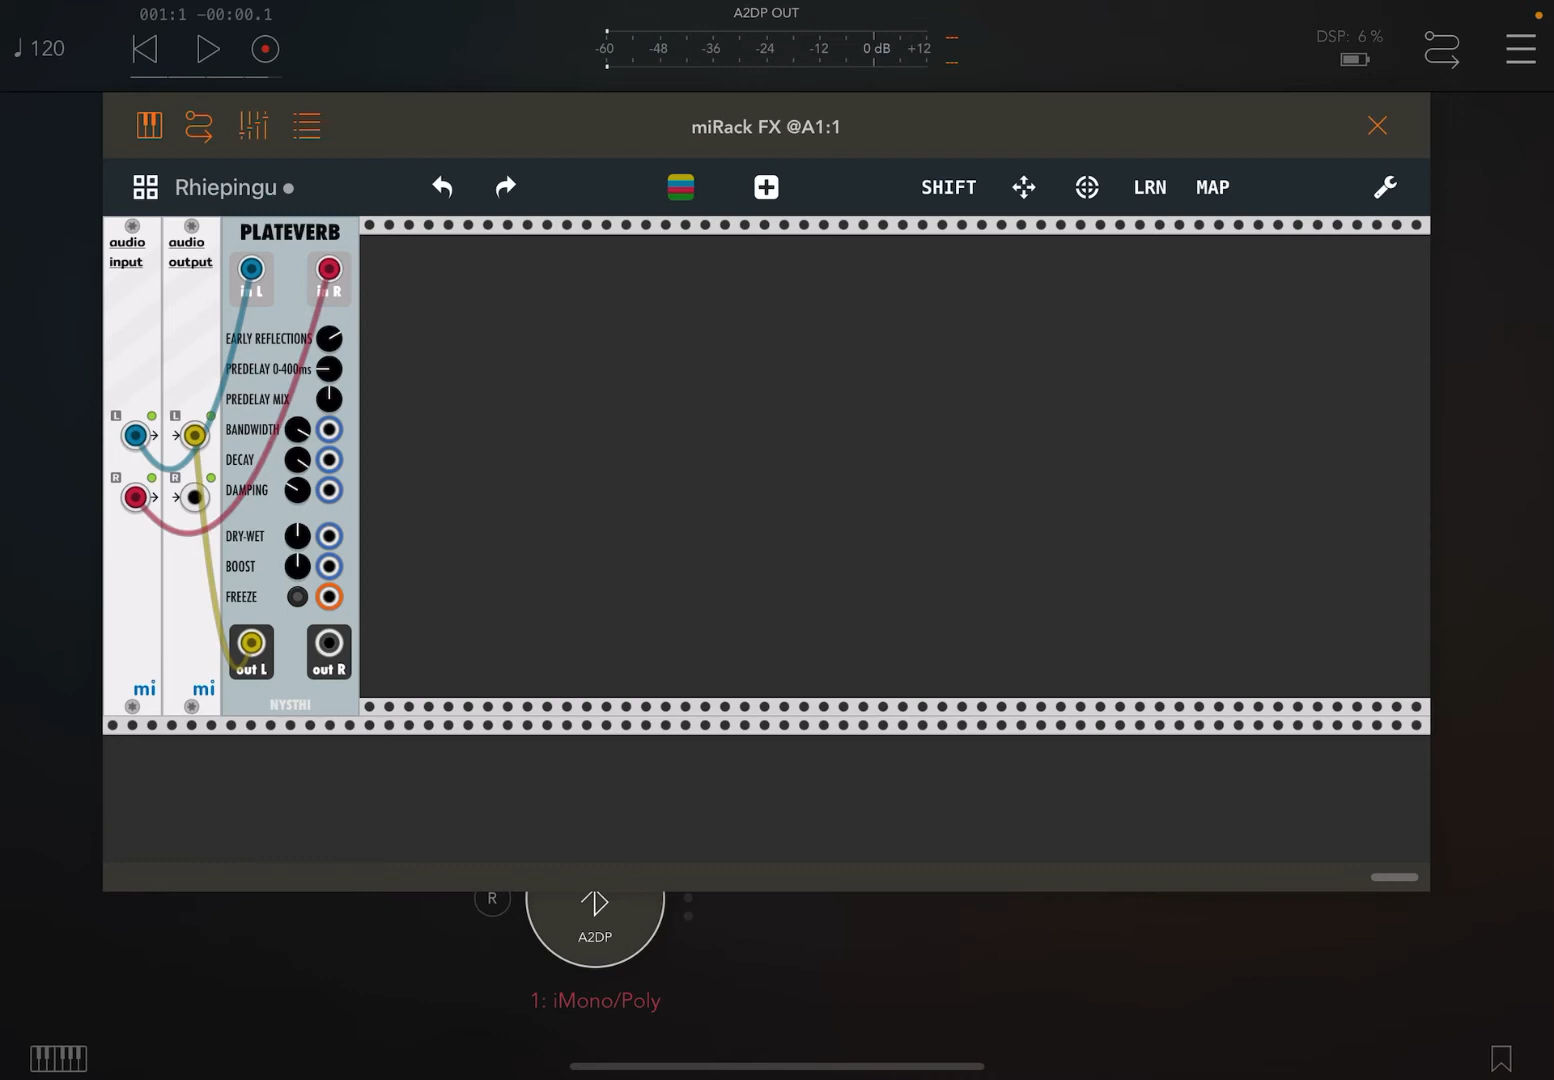 001:1 -00:00.1
A2DP OUT
♩120
-60 -48 -36 -24 -12 0 dB +12
DSP: 6 %
miRack FX @A1:1
Rhiepingu
SHIFT
LRN
MAP
audio input
audio output
PLATEVERB
in L
in R
EARLY REFLECTIONS
PREDELAY 0-400ms
PREDELAY MIX
L
L
BANDWIDTH
DECAY
R
R
DAMPING
DRY-WET
BOOST
FREEZE
out L
out R
mi
mi
NYSTHI
R
A2DP
1: iMono/Poly